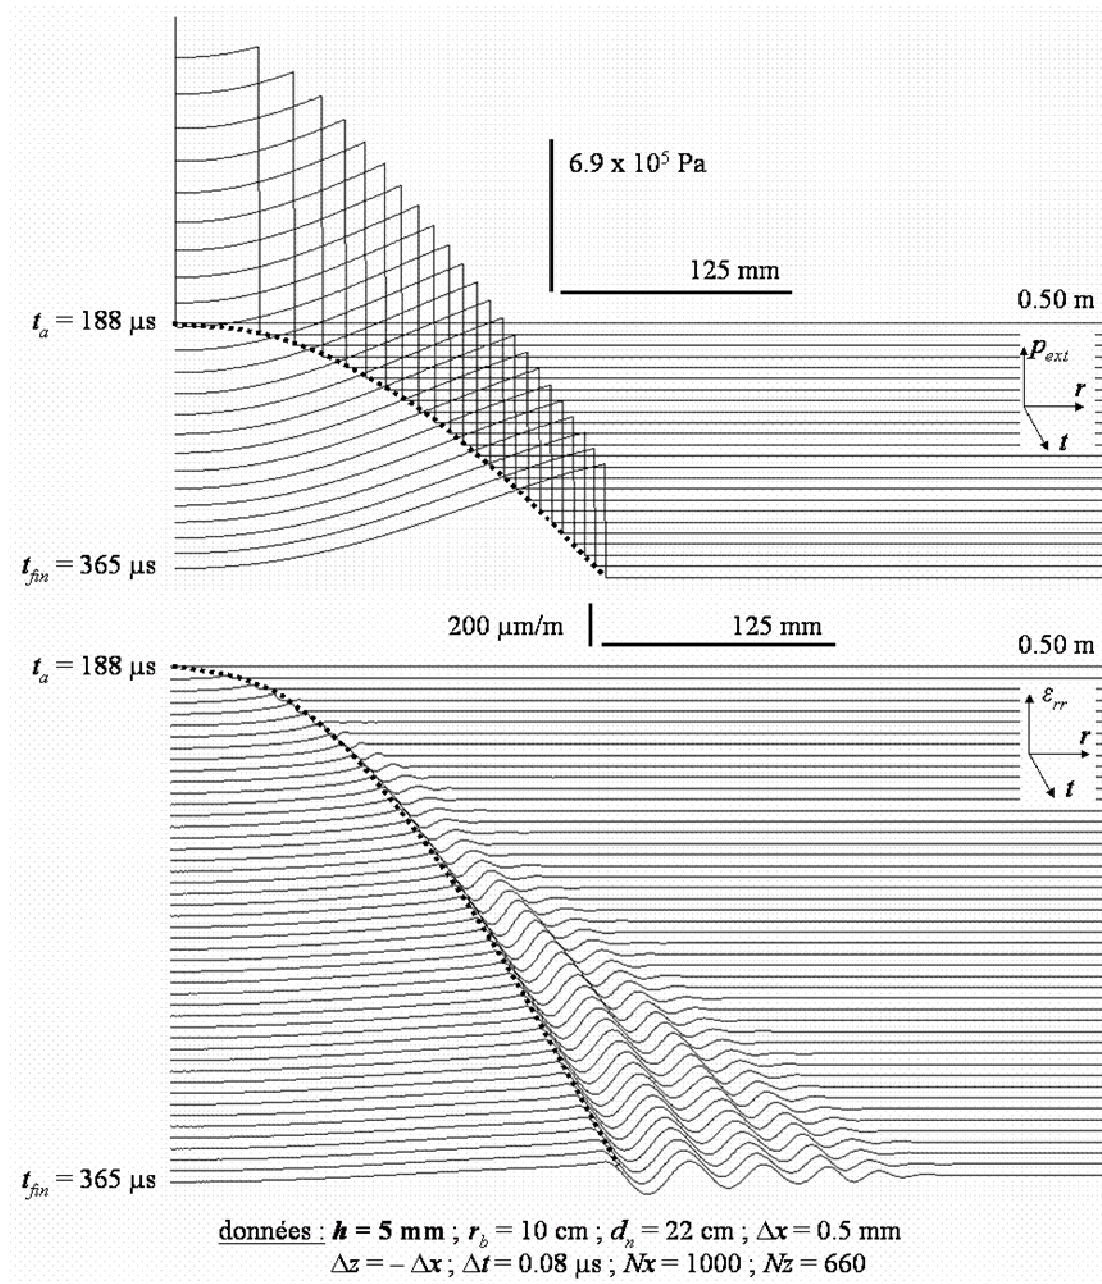 6.9 x 10⁵ Pa
125 mm
0.50 m
tₐ = 188 µs
p_ext
r
t
t_fin = 365 µs
200 µm/m
125 mm
0.50 m
tₐ = 188 µs
ε_rr
r
t
t_fin = 365 µs
données : h = 5 mm ; r_b = 10 cm ; d_n = 22 cm ; Δx = 0.5 mm
Δz = – Δx ; Δt = 0.08 µs ; Nx = 1000 ; Nz = 660